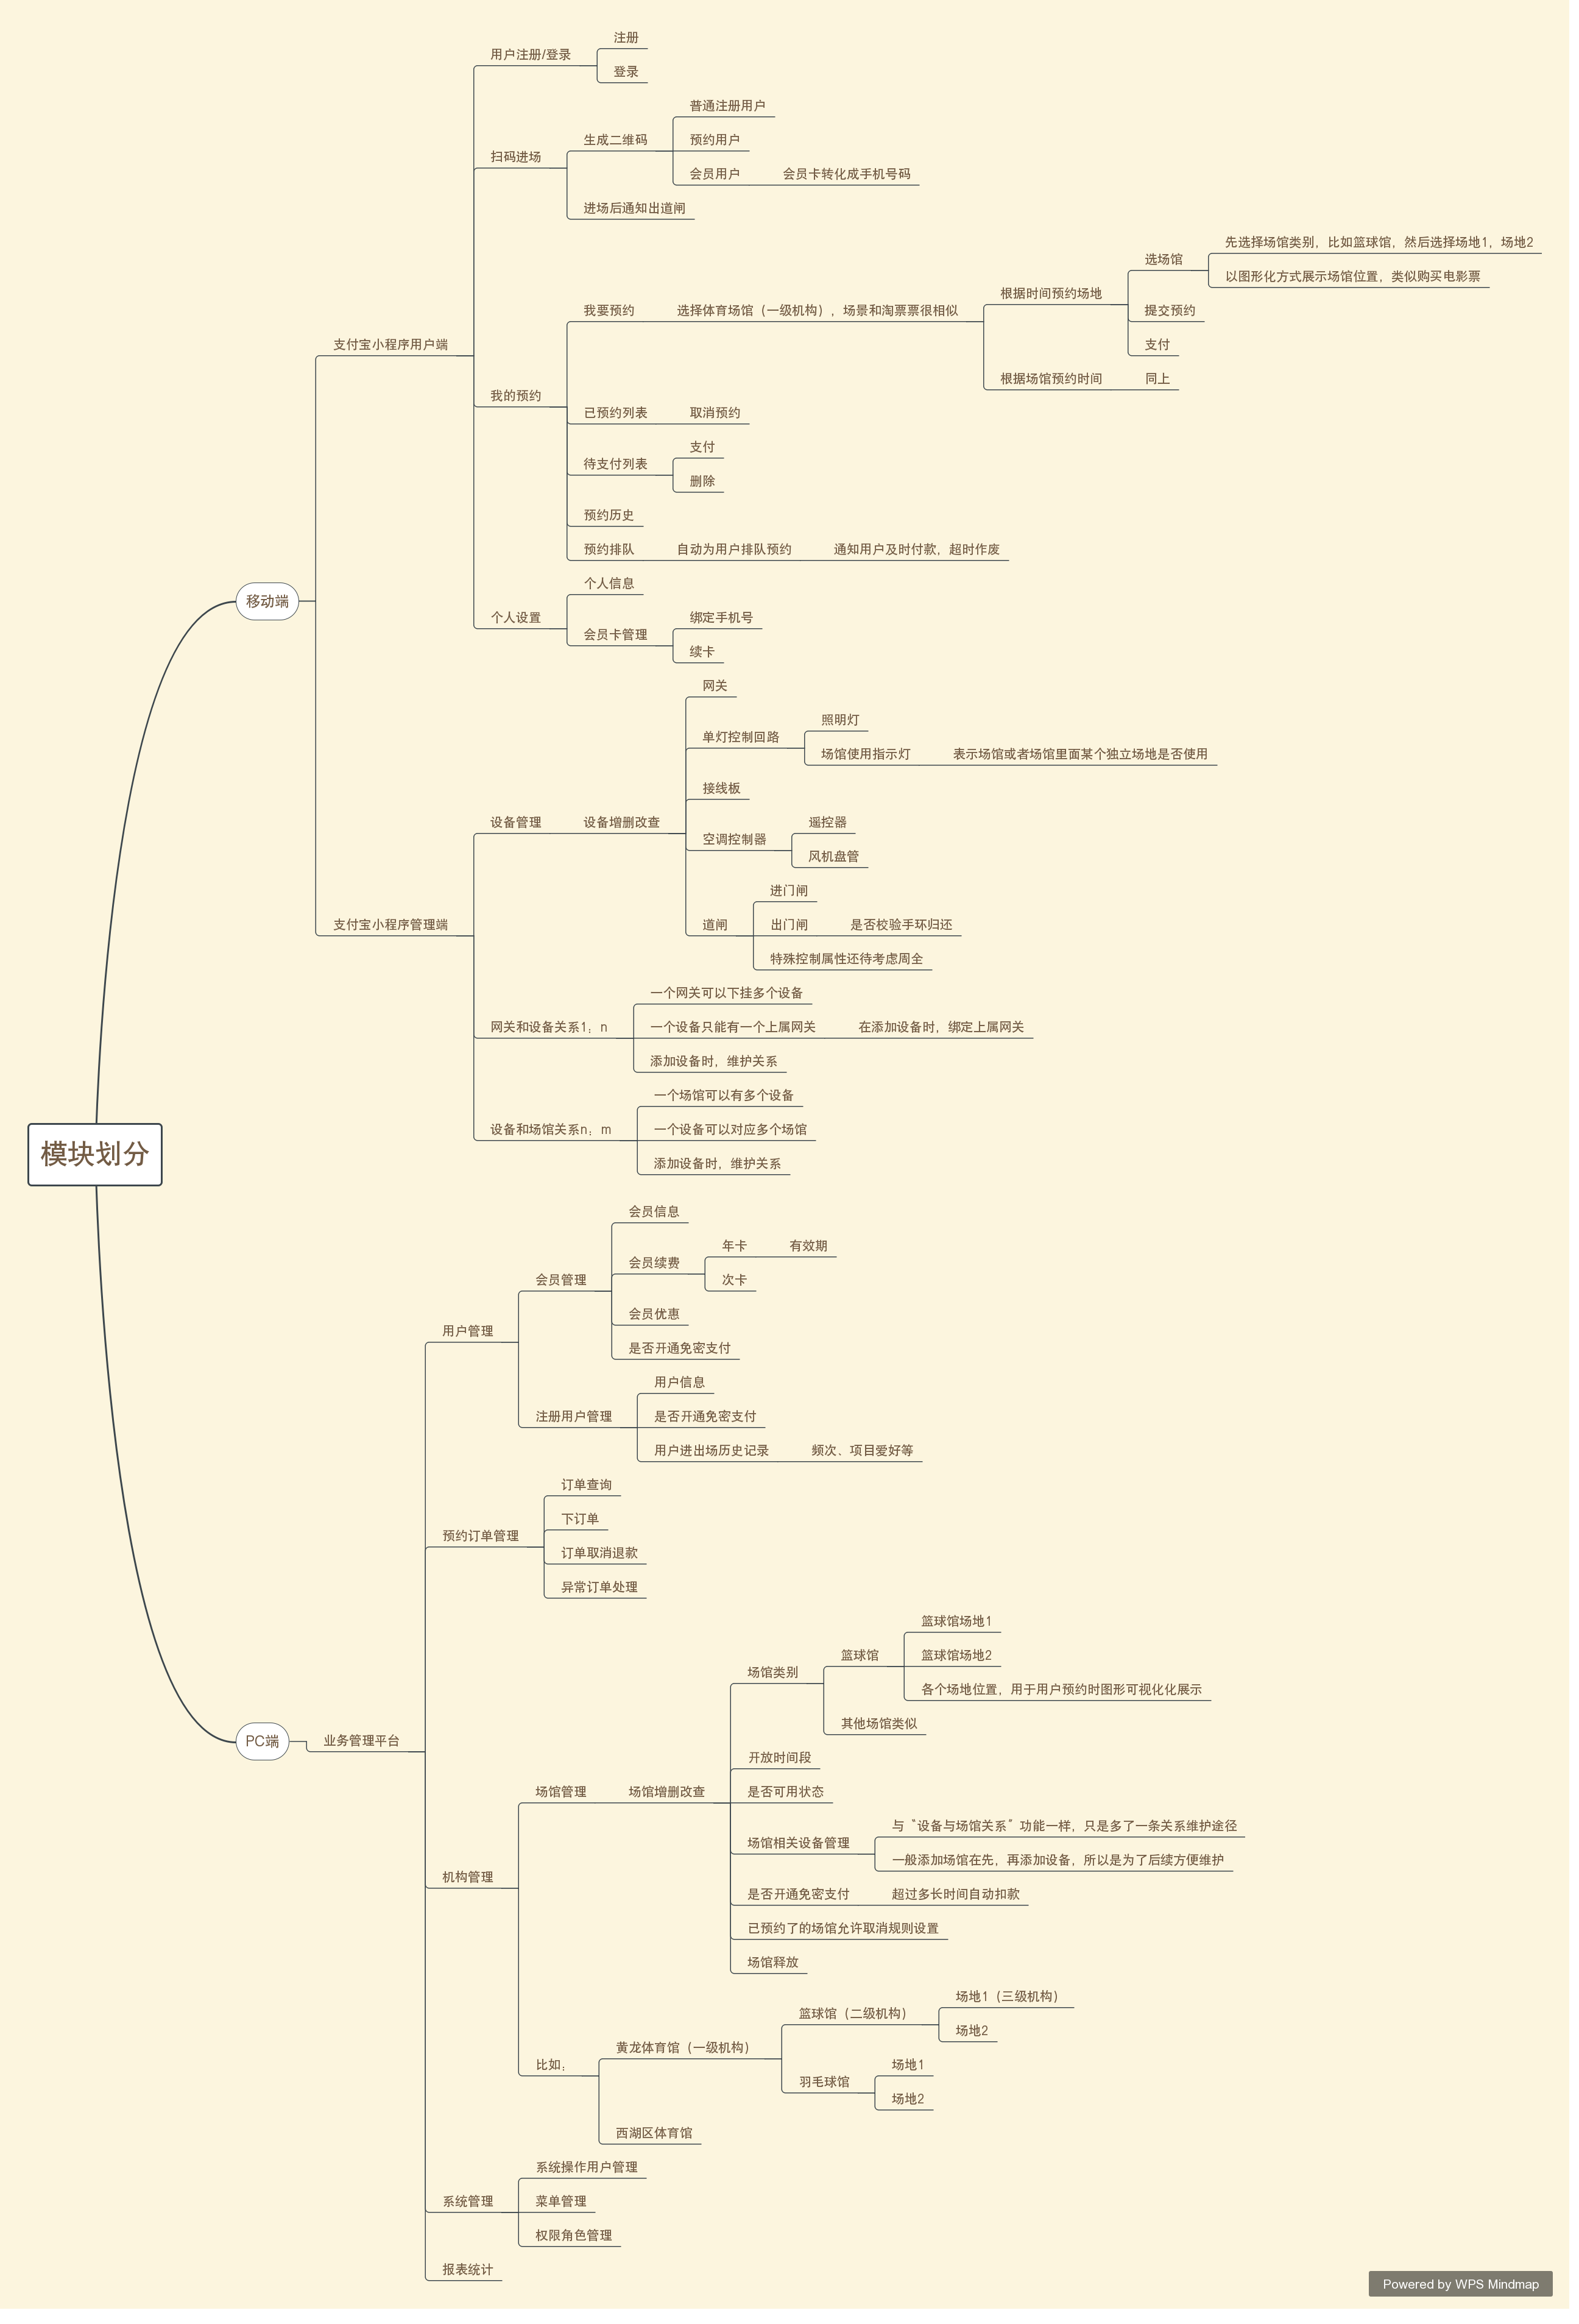 模块划分
移动端
支付宝小程序用户端
用户注册/登录
注册
登录
扫码进场
生成二维码
普通注册用户
预约用户
会员用户
会员卡转化成手机号码
进场后通知出道闸
我的预约
我要预约
选择体育场馆（一级机构），场景和淘票票很相似
根据时间预约场地
选场馆
先选择场馆类别，比如篮球馆，然后选择场地1，场地2
以图形化方式展示场馆位置，类似购买电影票
提交预约
支付
根据场馆预约时间
同上
已预约列表
取消预约
待支付列表
支付
删除
预约历史
预约排队
自动为用户排队预约
通知用户及时付款，超时作废
个人设置
个人信息
会员卡管理
绑定手机号
续卡
支付宝小程序管理端
设备管理
设备增删改查
网关
单灯控制回路
照明灯
场馆使用指示灯
表示场馆或者场馆里面某个独立场地是否使用
接线板
空调控制器
遥控器
风机盘管
道闸
进门闸
出门闸
是否校验手环归还
特殊控制属性还待考虑周全
网关和设备关系1：n
一个网关可以下挂多个设备
一个设备只能有一个上属网关
在添加设备时，绑定上属网关
添加设备时，维护关系
设备和场馆关系n：m
一个场馆可以有多个设备
一个设备可以对应多个场馆
添加设备时，维护关系
PC端
业务管理平台
用户管理
会员管理
会员信息
会员续费
年卡
有效期
次卡
会员优惠
是否开通免密支付
注册用户管理
用户信息
是否开通免密支付
用户进出场历史记录
频次、项目爱好等
预约订单管理
订单查询
下订单
订单取消退款
异常订单处理
机构管理
场馆管理
场馆增删改查
场馆类别
篮球馆
篮球馆场地1
篮球馆场地2
各个场地位置，用于用户预约时图形可视化化展示
其他场馆类似
开放时间段
是否可用状态
场馆相关设备管理
与“设备与场馆关系”功能一样，只是多了一条关系维护途径
一般添加场馆在先，再添加设备，所以是为了后续方便维护
是否开通免密支付
超过多长时间自动扣款
已预约了的场馆允许取消规则设置
场馆释放
比如：
黄龙体育馆（一级机构）
篮球馆（二级机构）
场地1（三级机构）
场地2
羽毛球馆
场地1
场地2
西湖区体育馆
系统管理
系统操作用户管理
菜单管理
权限角色管理
报表统计
Powered by WPS Mindmap